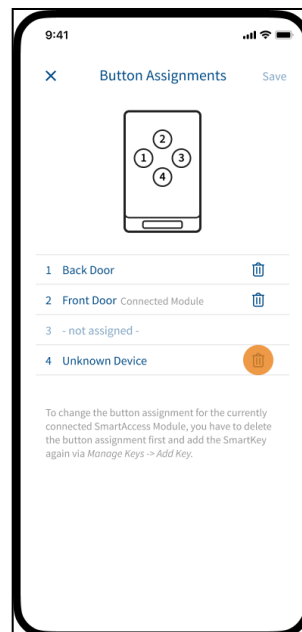 9:41
Button Assignments Save
2
1 3
4
1 Back Door
2 Front Door Connected Module
3 - not assigned -
4 Unknown Device
To change the button assignment for the currently
connected SmartAccess Module, you have to delete
the button assignment first and add the SmartKey
again via Manage Keys -> Add Key.